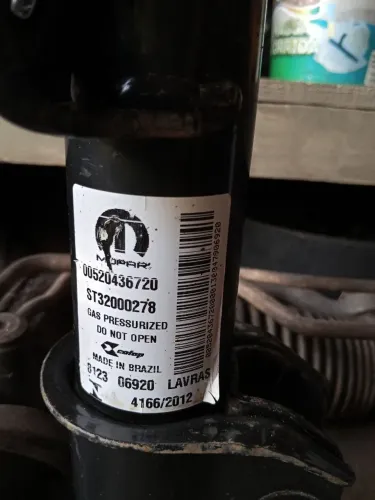 MOPAR
00520436720
ST32000278
GAS PRESSURIZED
DO NOT OPEN
cofap
MADE IN BRAZIL
8123 06920 LAVRAS
4166/2012